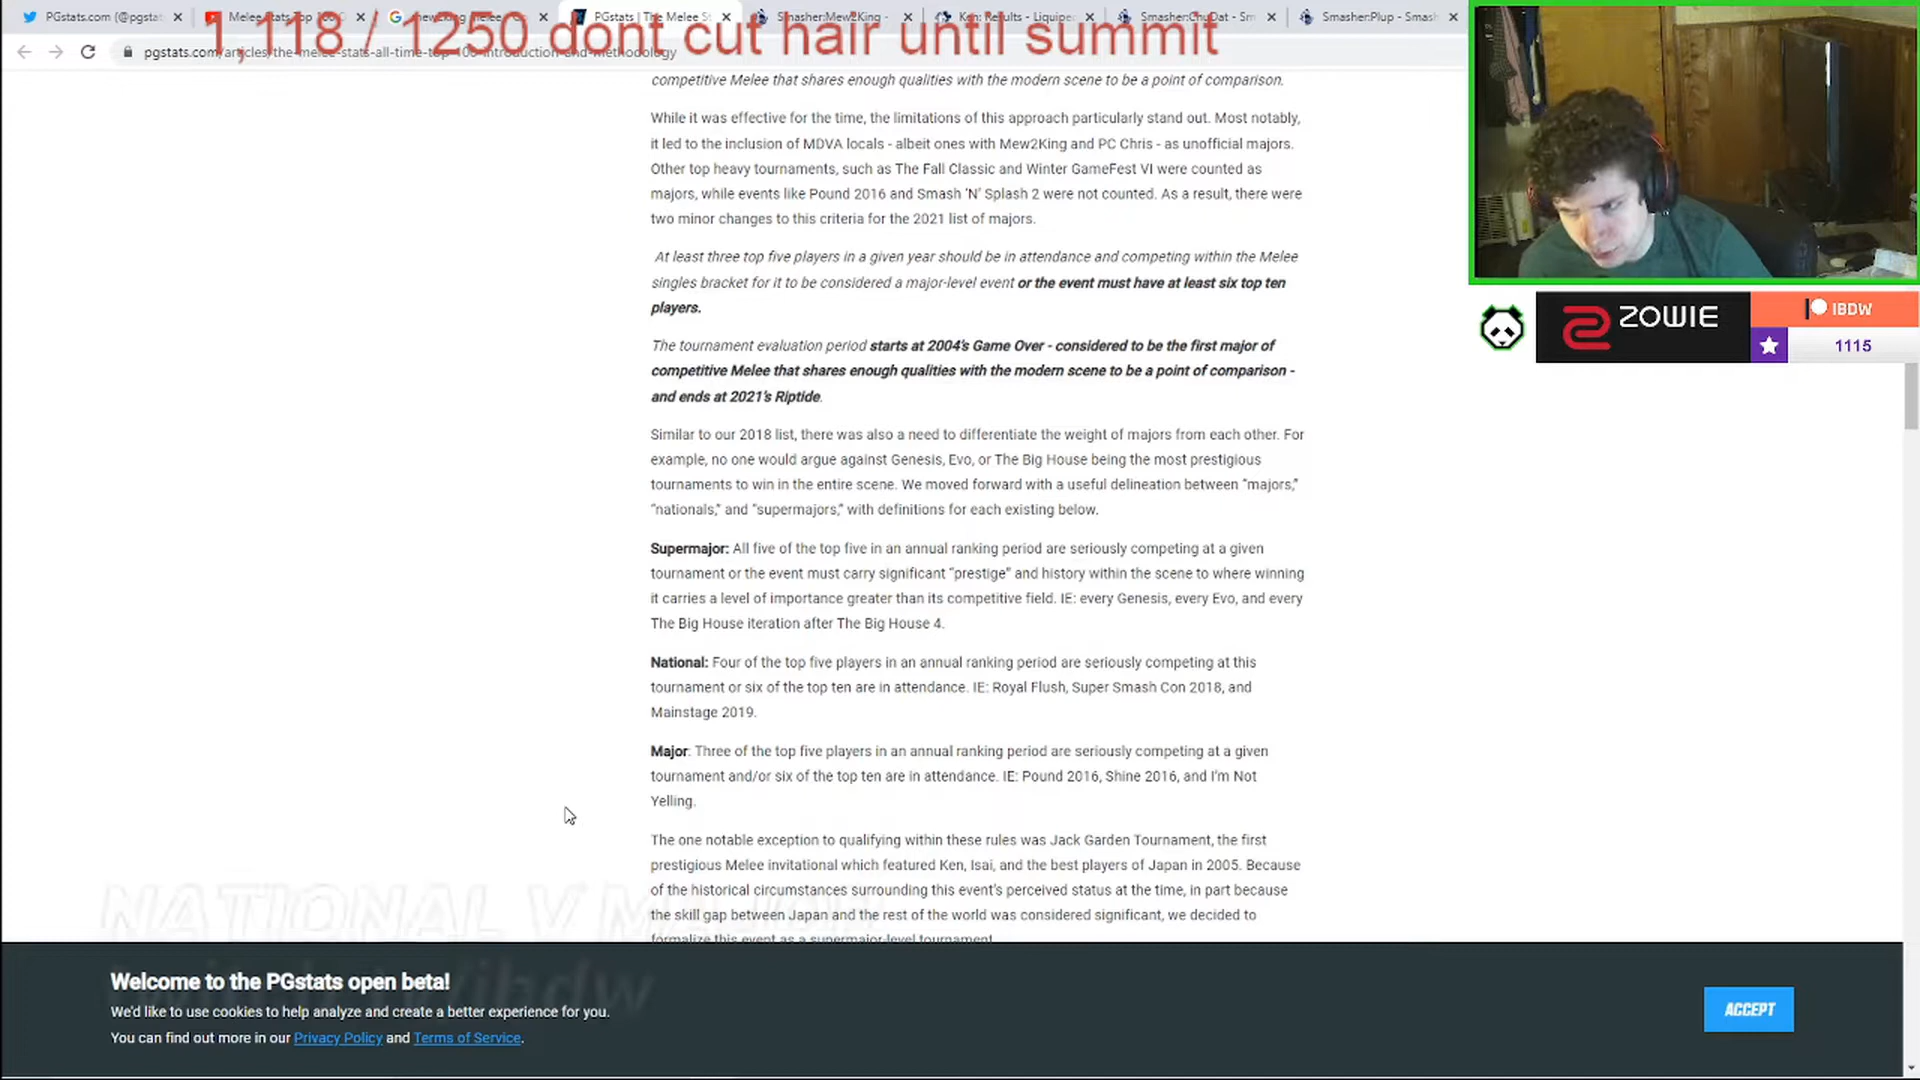 PGstats.com (@pgstat
Melee Stats Top 100 C
new2king melee - Go
PGstats | The Melee St
Smasher:Mew2King -
Ken: Results - Liquipe
Smasher:ChuDat - Sm
Smasher:Plup - Smash
1,118 / 1250 dont cut hair until summit
pgstats.com/articles/the-melee-stats-all-time-top-100-introduction-and-methodology
competitive Melee that shares enough qualities with the modern scene to be a point of comparison.
While it was effective for the time, the limitations of this approach particularly stand out. Most notably,
it led to the inclusion of MDVA locals - albeit ones with Mew2King and PC Chris - as unofficial majors.
Other top heavy tournaments, such as The Fall Classic and Winter GameFest VI were counted as
majors, while events like Pound 2016 and Smash 'N' Splash 2 were not counted. As a result, there were
two minor changes to this criteria for the 2021 list of majors.
At least three top five players in a given year should be in attendance and competing within the Melee
singles bracket for it to be considered a major-level event or the event must have at least six top ten
players.
The tournament evaluation period starts at 2004's Game Over - considered to be the first major of
competitive Melee that shares enough qualities with the modern scene to be a point of comparison -
and ends at 2021's Riptide.
Similar to our 2018 list, there was also a need to differentiate the weight of majors from each other. For
example, no one would argue against Genesis, Evo, or The Big House being the most prestigious
tournaments to win in the entire scene. We moved forward with a useful delineation between "majors,"
"nationals," and "supermajors," with definitions for each existing below.
Supermajor: All five of the top five in an annual ranking period are seriously competing at a given
tournament or the event must carry significant "prestige" and history within the scene to where winning
it carries a level of importance greater than its competitive field. IE: every Genesis, every Evo, and every
The Big House iteration after The Big House 4.
National: Four of the top five players in an annual ranking period are seriously competing at this
tournament or six of the top ten are in attendance. IE: Royal Flush, Super Smash Con 2018, and
Mainstage 2019.
Major: Three of the top five players in an annual ranking period are seriously competing at a given
tournament and/or six of the top ten are in attendance. IE: Pound 2016, Shine 2016, and I'm Not
Yelling.
The one notable exception to qualifying within these rules was Jack Garden Tournament, the first
prestigious Melee invitational which featured Ken, Isai, and the best players of Japan in 2005. Because
of the historical circumstances surrounding this event's perceived status at the time, in part because
the skill gap between Japan and the rest of the world was considered significant, we decided to
formalize this event as a supermajor-level tournament.
NATIONAL V MAJOR
Welcome to the PGstats open beta!
We'd like to use cookies to help analyze and create a better experience for you.
You can find out more in our Privacy Policy and Terms of Service.
ACCEPT
ZOWIE
IBDW
1115